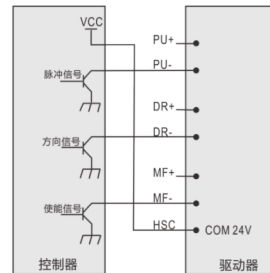 VCC
PU+
PU-
脉冲信号
DR+
方向信号
DR-
MF+
使能信号
MF-
HSC
COM 24V
控制器
驱动器